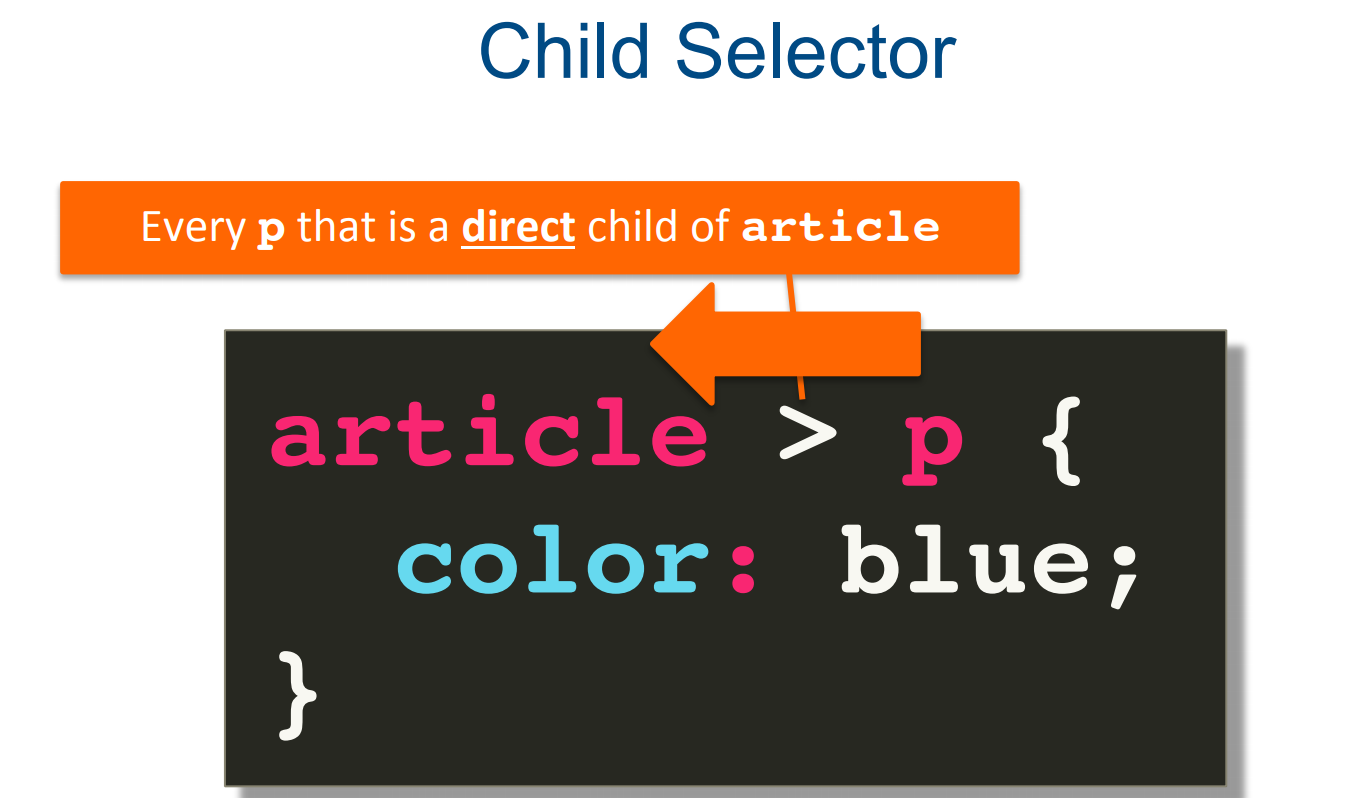 Child Selector
Every p that is a direct child of article
article > p {
color: blue;
}